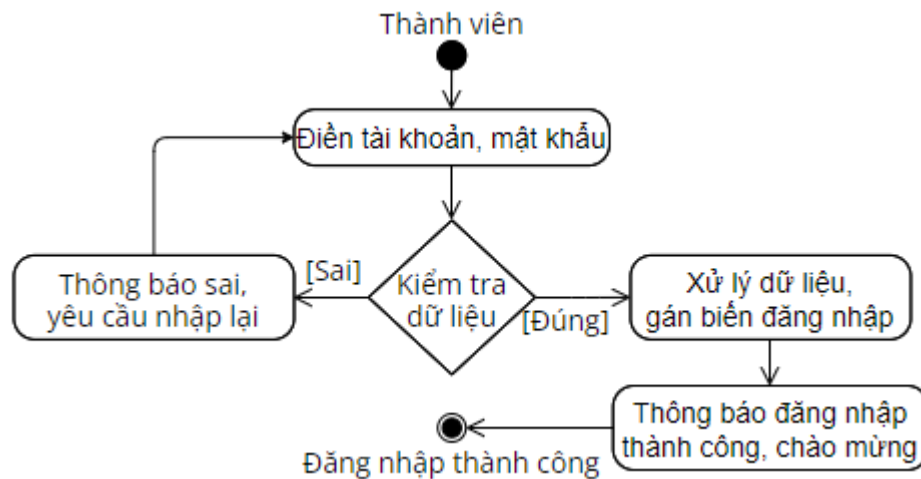 Thành viên
Điền tài khoản, mật khẩu
Thông báo sai,
yêu cầu nhập lại
[Sai]
Kiểm tra
dữ liệu
[Đúng]
Xử lý dữ liệu,
gán biến đăng nhập
Thông báo đăng nhập
thành công, chào mừng
Đăng nhập thành công